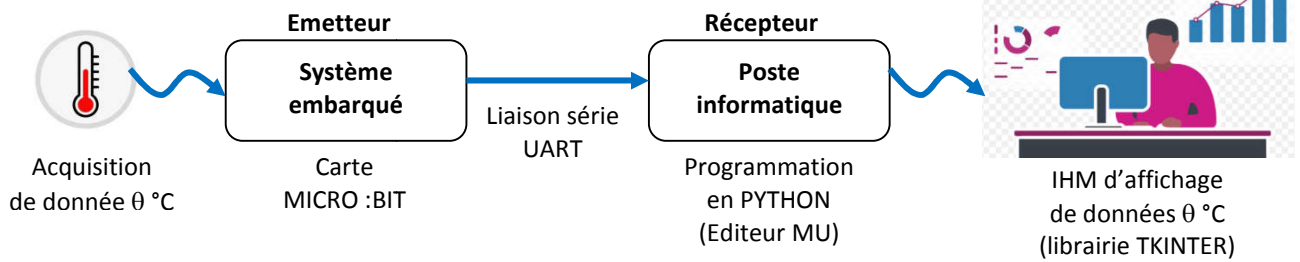 Emetteur
Récepteur
Système
embarqué
Poste
informatique
Liaison série
UART
Acquisition
de donnée θ °C
Carte
MICRO :BIT
Programmation
en PYTHON
(Editeur MU)
IHM d’affichage
de données θ °C
(librairie TKINTER)